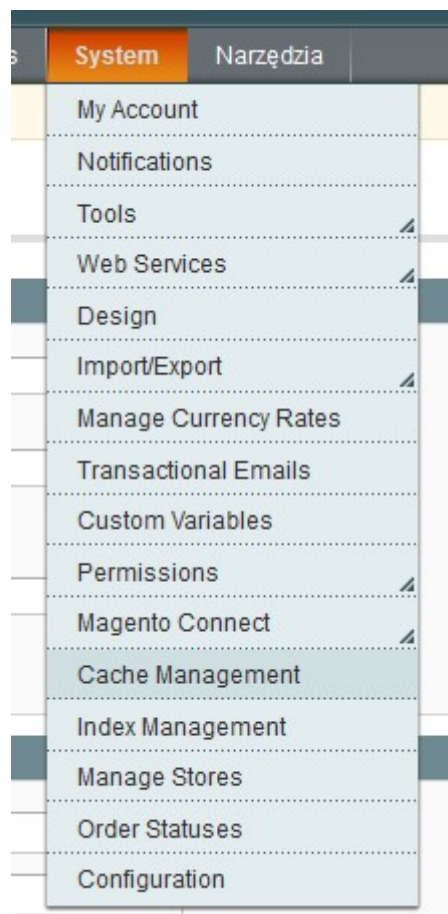 s System Narzędzia
My Account
Notifications
Tools
Web Services
Design
Import/Export
Manage Currency Rates
Transactional Emails
Custom Variables
Permissions
Magento Connect
Cache Management
Index Management
Manage Stores
Order Statuses
Configuration